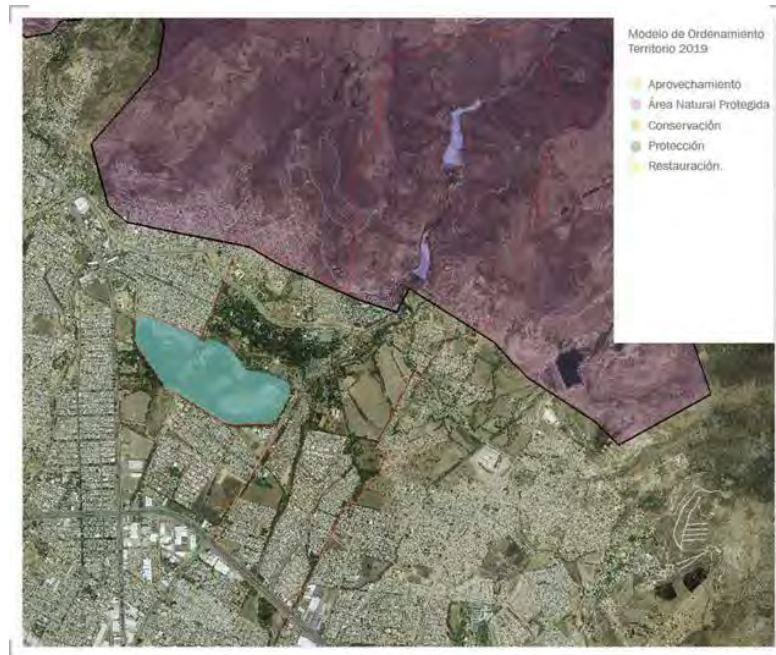 Modelo de Ordenamiento
Territorio 2019
Aprovechamiento
Área Natural Protegida
Conservación
Protección
Restauración.